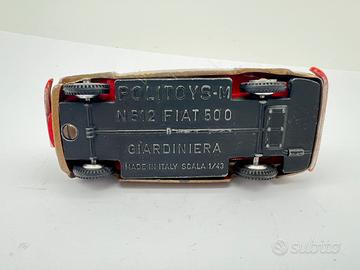 POLITOYS-M
N 512 FIAT 500
GIARDINIERA
MADE IN ITALY SCALA 1/43
subito